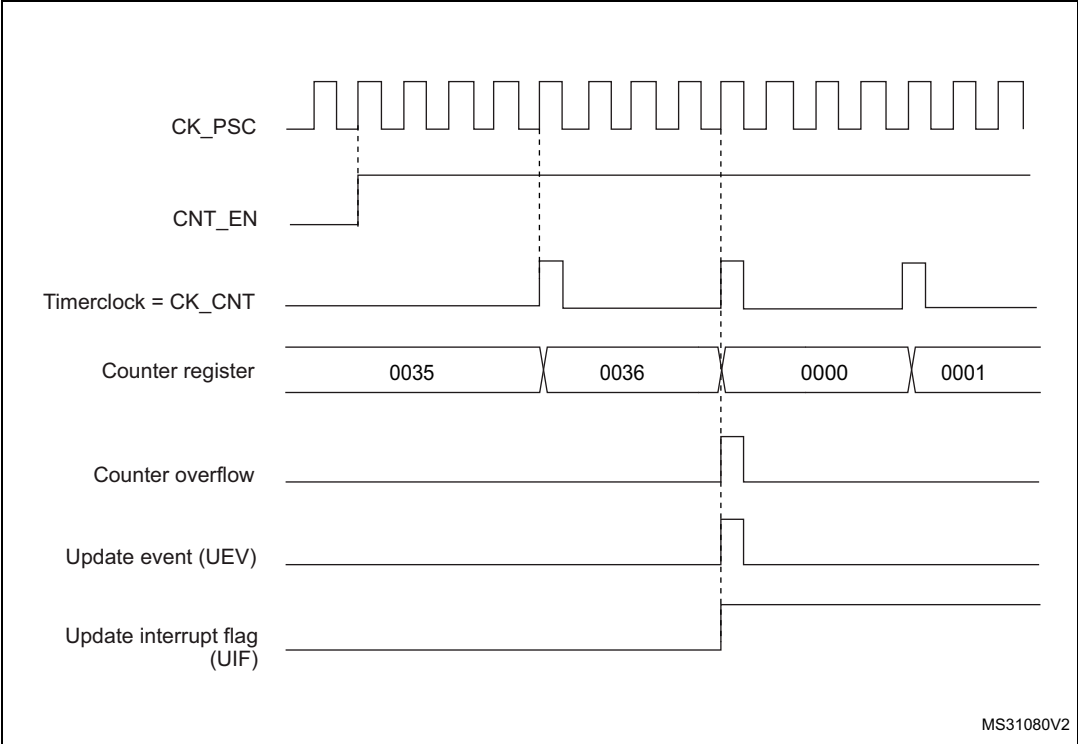 CK_PSC
CNT_EN
Timerclock = CK_CNT
Counter register
0035 0036 0000 0001
Counter overflow
Update event (UEV)
Update interrupt flag
(UIF)
MS31080V2